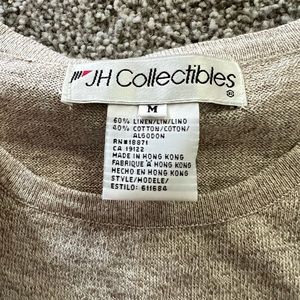 JH Collectibles ®
M
60% LINEN/LIN/LINO
40% COTTON/COTON/
ALGODON
RN#18871
CA 19122
MADE IN HONG KONG
FABRIQUE A HONG KONG
HECHO EN HONG KONG
STYLE/MODELE/
ESTILO: 611684